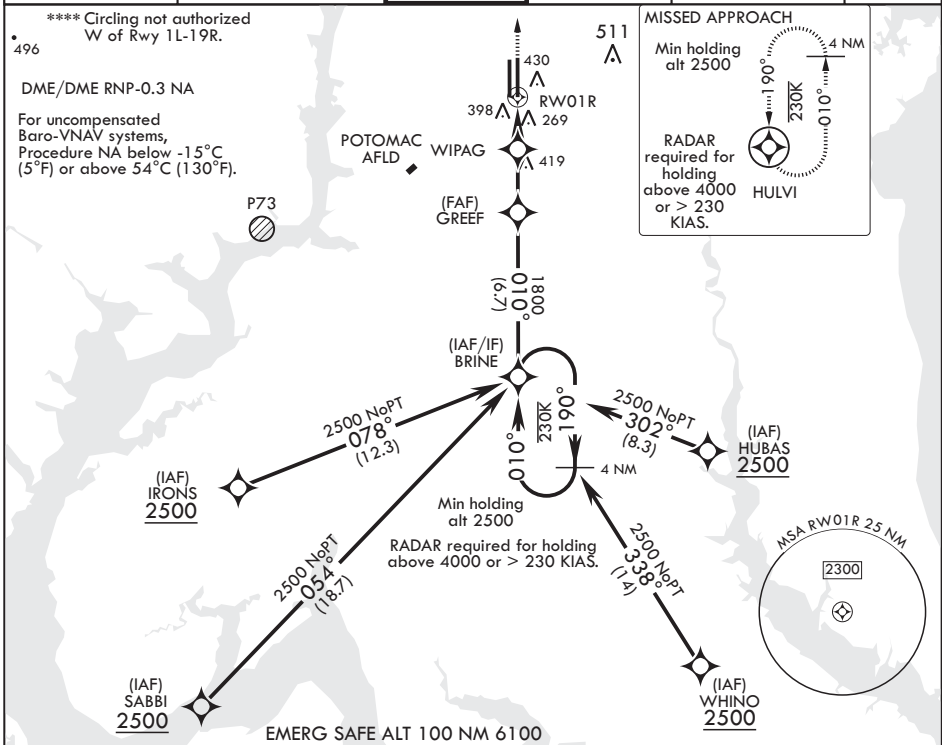 **** Circling not authorized
W of Rwy 1L-19R.
496
DME/DME RNP-0.3 NA
For uncompensated
Baro-VNAV systems,
Procedure NA below -15°C
(5°F) or above 54°C (130°F).
P73
POTOMAC
AFLD
430
RW01R
398
269
WIPAG
419
(FAF)
GREEF
511
MISSED APPROACH
Min holding
alt 2500
4 NM
190°
230K
010°
RADAR
required for
holding
above 4000
or > 230
KIAS.
HULVI
1800
010°
(6.7)
(IAF/IF)
BRINE
2500 NoPT
078°
(12.3)
(IAF)
IRONS
2500
010°
230K
190°
4 NM
2500 NoPT
302°
(8.3)
(IAF)
HUBAS
2500
Min holding
alt 2500
RADAR required for holding
above 4000 or > 230 KIAS.
2500 NoPT
054°
(18.7)
2500 NoPT
338°
(14)
MSA RW01R 25 NM
2300
(IAF)
SABBI
2500
(IAF)
WHINO
2500
EMERG SAFE ALT 100 NM 6100